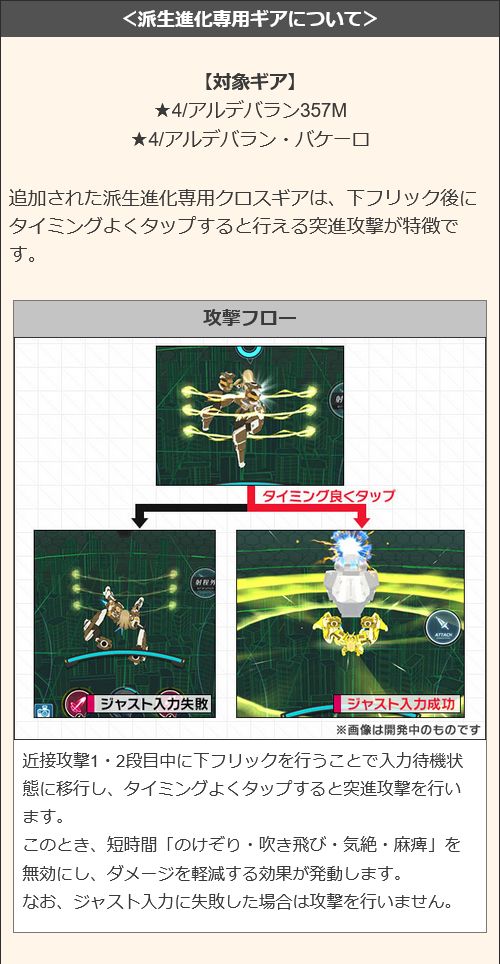 ＜派生進化専用ギアについて＞
【対象ギア】
★4/アルデバラン357M
★4/アルデバラン・バケーロ
追加された派生進化専用クロスギアは、下フリック後に
タイミングよくタップすると行える突進攻撃が特徴で
す。
攻撃フロー
タイミング良くタップ
射程外
ATTACH
ジャスト入力失敗
ジャスト入力成功
※画像は開発中のものです
近接攻撃1・2段目中に下フリックを行うことで入力待機状
態に移行し、タイミングよくタップすると突進攻撃を行い
ます。
このとき、短時間「のけぞり・吹き飛び・気絶・麻痺」を
無効にし、ダメージを軽減する効果が発動します。
なお、ジャスト入力に失敗した場合は攻撃を行いません。